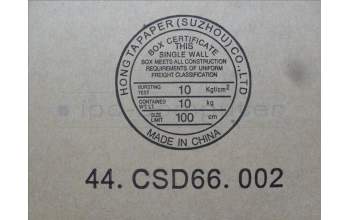 HONG TA PAPER (SUZHOU) CO., LTD
BOX CERTIFICATE
THIS
SINGLE WALL
BOX MEETS ALL CONSTRUCTION
REQUIREMENTS OF UNIFORM
FREIGHT CLASSIFICATION
BURSTING TEST 10 Kgf/cm²
CONTAINED WT LT 10 kg
SIZE LIMIT 100 cm
MADE IN CHINA
44. CSD66. 002